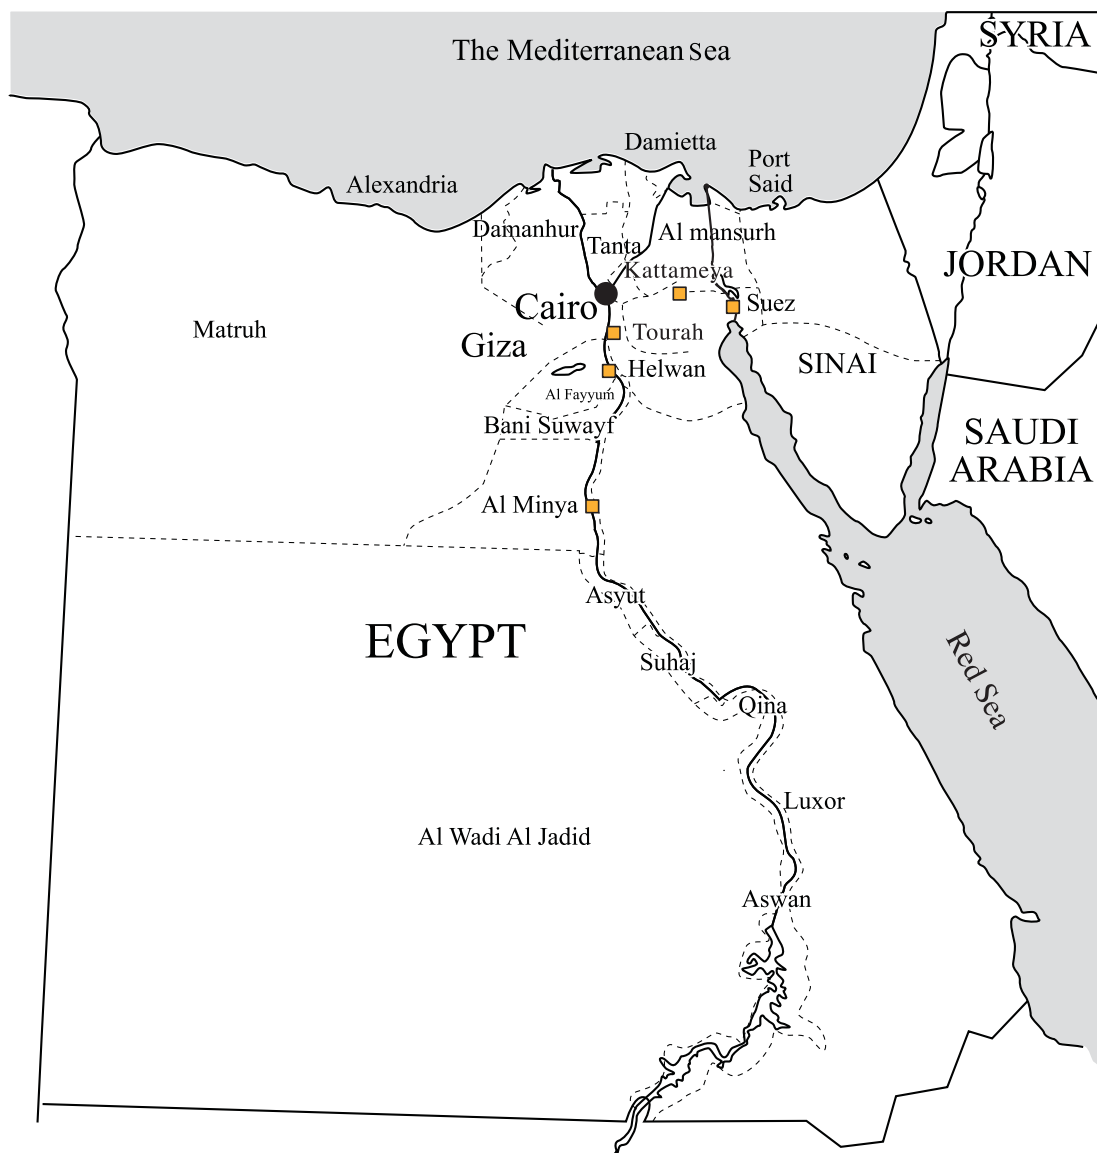 SYRIA
The Mediterranean Sea
Damietta
Port
Said
Alexandria
Damanhur
Tanta
Al mansurh
JORDAN
Kattameya
Cairo
Suez
Matruh
Giza
Tourah
SINAI
Helwan
Al Fayyum
Bani Suwayf
SAUDI
ARABIA
Al Minya
Asyut
EGYPT
Suhaj
Red Sea
Qina
Luxor
Al Wadi Al Jadid
Aswan